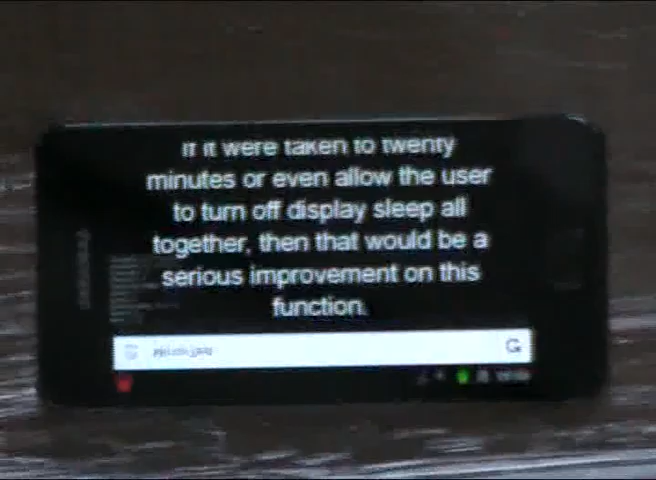 If it were taken to twenty
minutes or even allow the user
to turn off display sleep all
together, then that would be a
serious improvement on this
function.
G